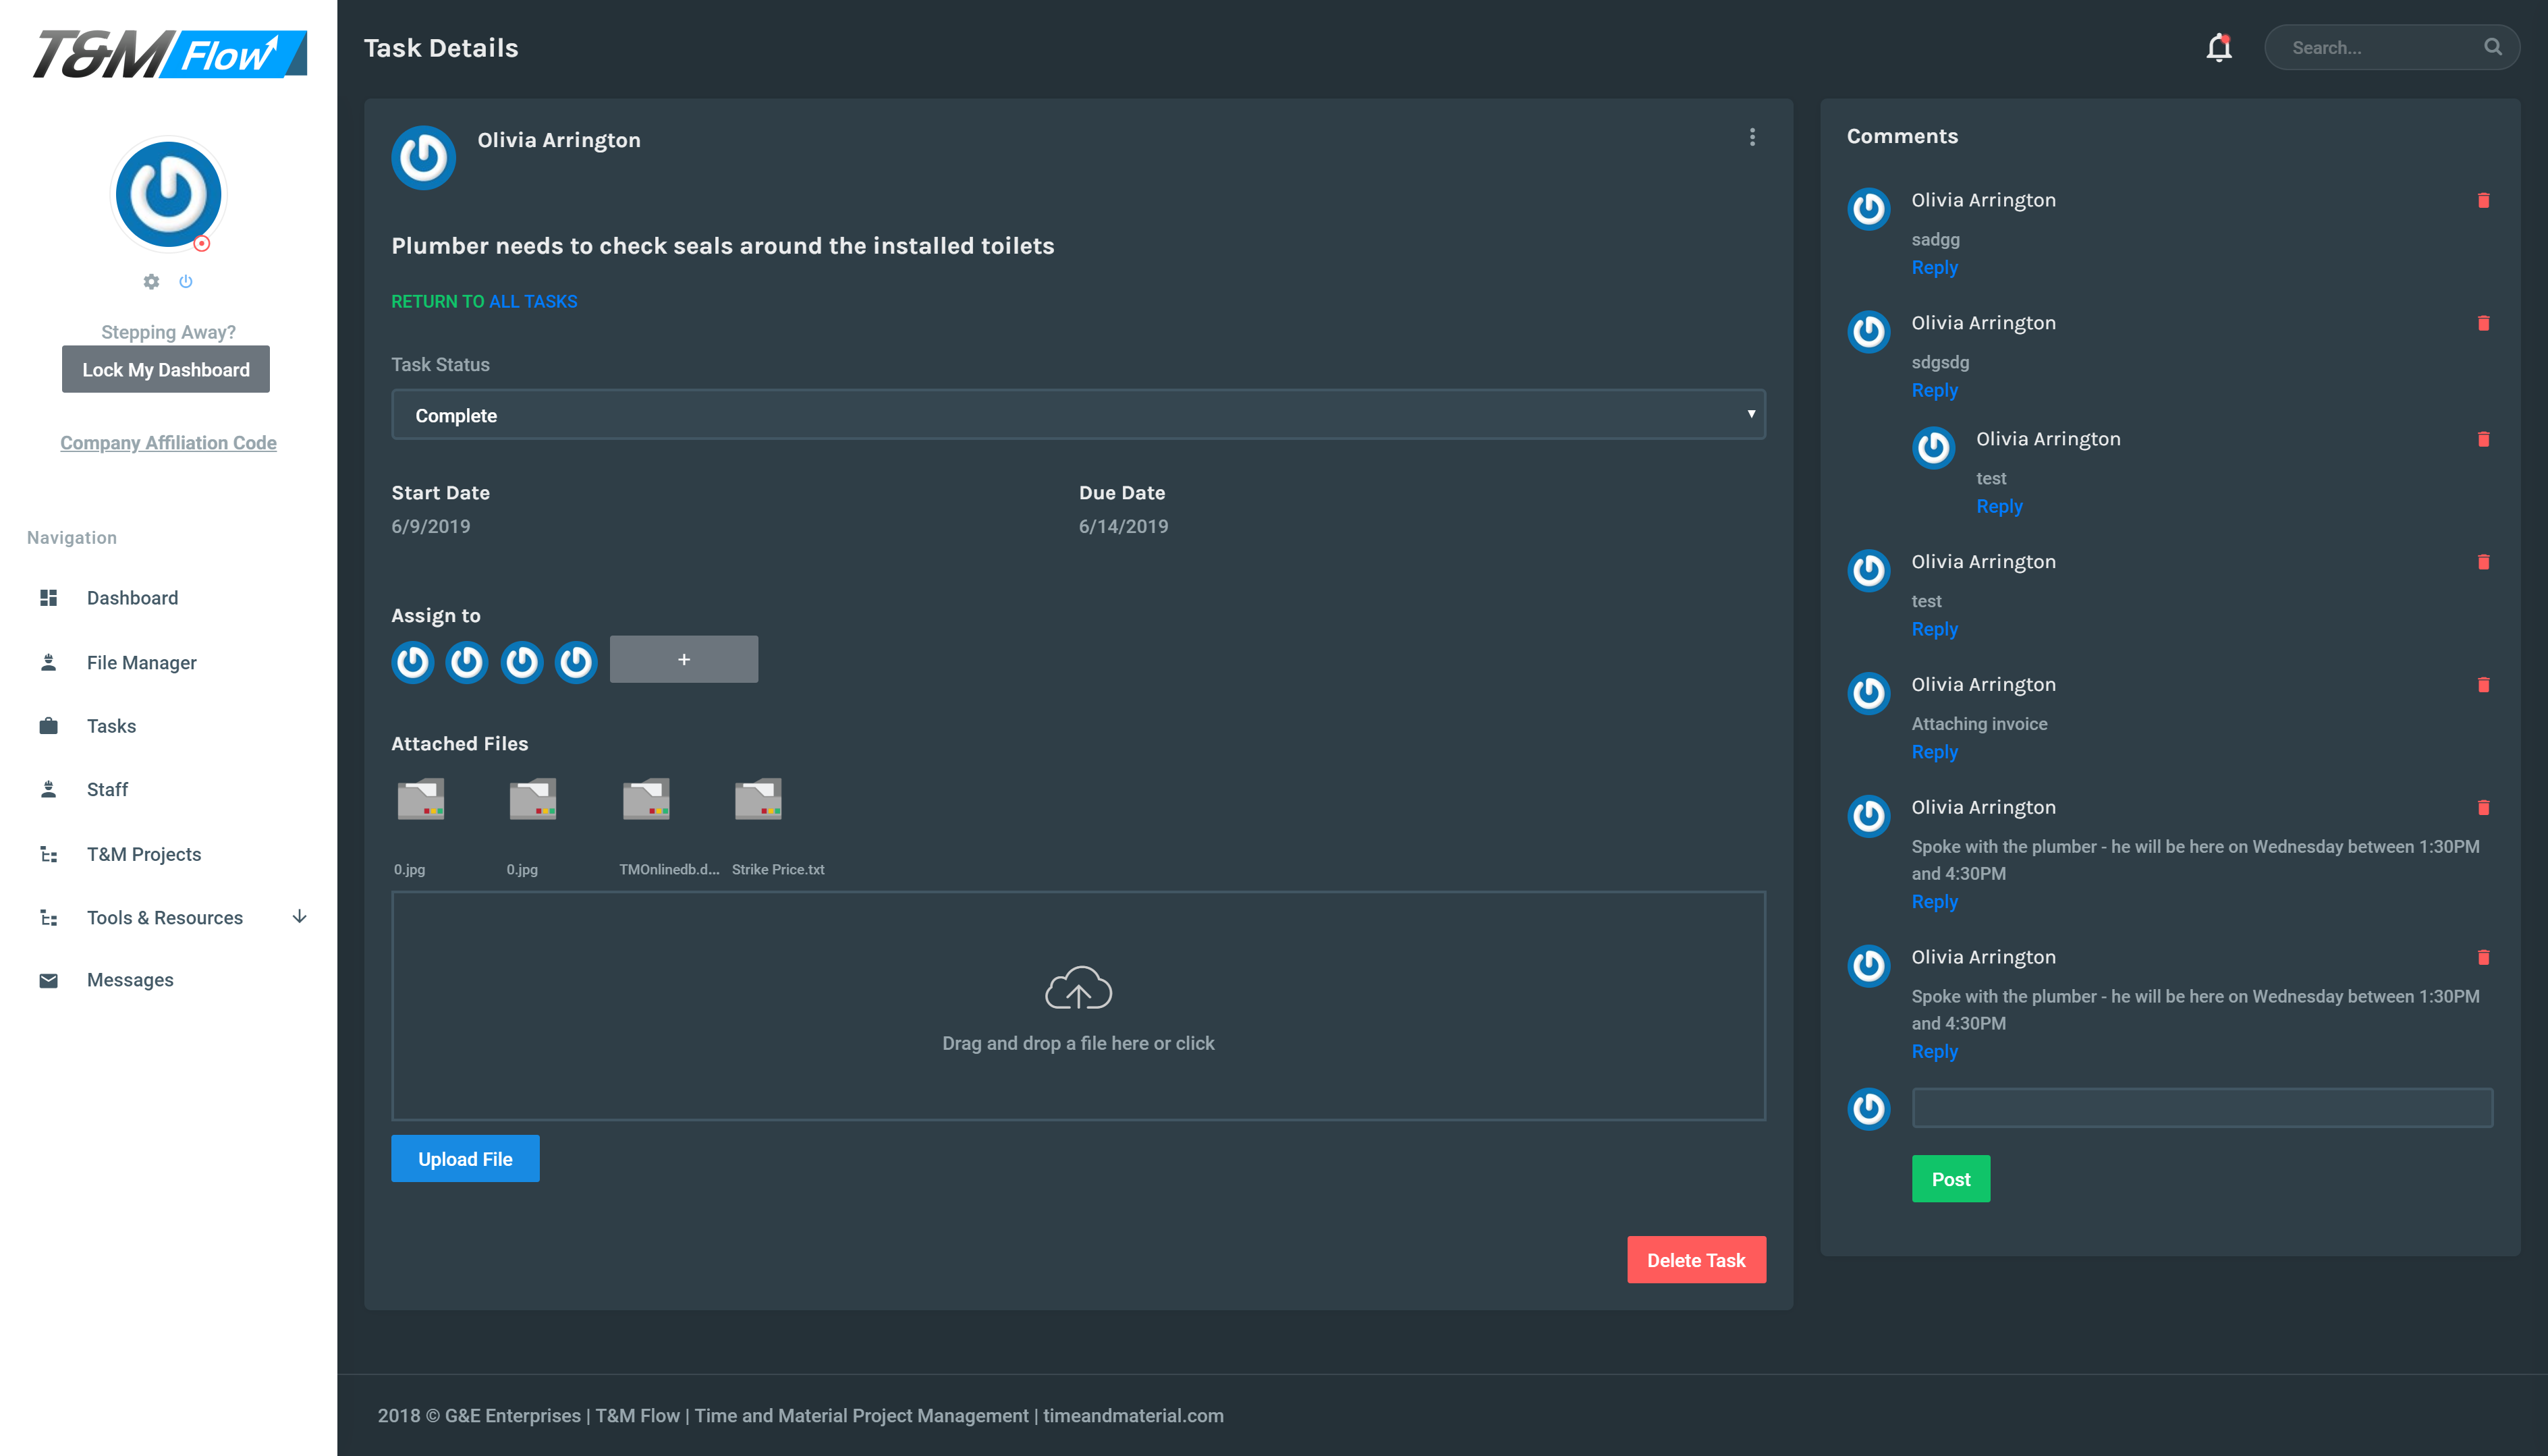 T&M Flow
Stepping Away?
Lock My Dashboard
Company Affiliation Code
Navigation
Dashboard
File Manager
Tasks
Staff
T&M Projects
Tools & Resources
Messages
Task Details
Search...
Olivia Arrington
Plumber needs to check seals around the installed toilets
RETURN TO ALL TASKS
Task Status
Complete
Start Date
6/9/2019
Due Date
6/14/2019
Assign to
+
Attached Files
0.jpg
0.jpg
TMOnlinedb.d...
Strike Price.txt
Drag and drop a file here or click
Upload File
Delete Task
Comments
Olivia Arrington
sadgg
Reply
Olivia Arrington
sdgsdg
Reply
Olivia Arrington
test
Reply
Olivia Arrington
test
Reply
Olivia Arrington
Attaching invoice
Reply
Olivia Arrington
Spoke with the plumber - he will be here on Wednesday between 1:30PM
and 4:30PM
Reply
Olivia Arrington
Spoke with the plumber - he will be here on Wednesday between 1:30PM
and 4:30PM
Reply
Post
2018 © G&E Enterprises | T&M Flow | Time and Material Project Management | timeandmaterial.com